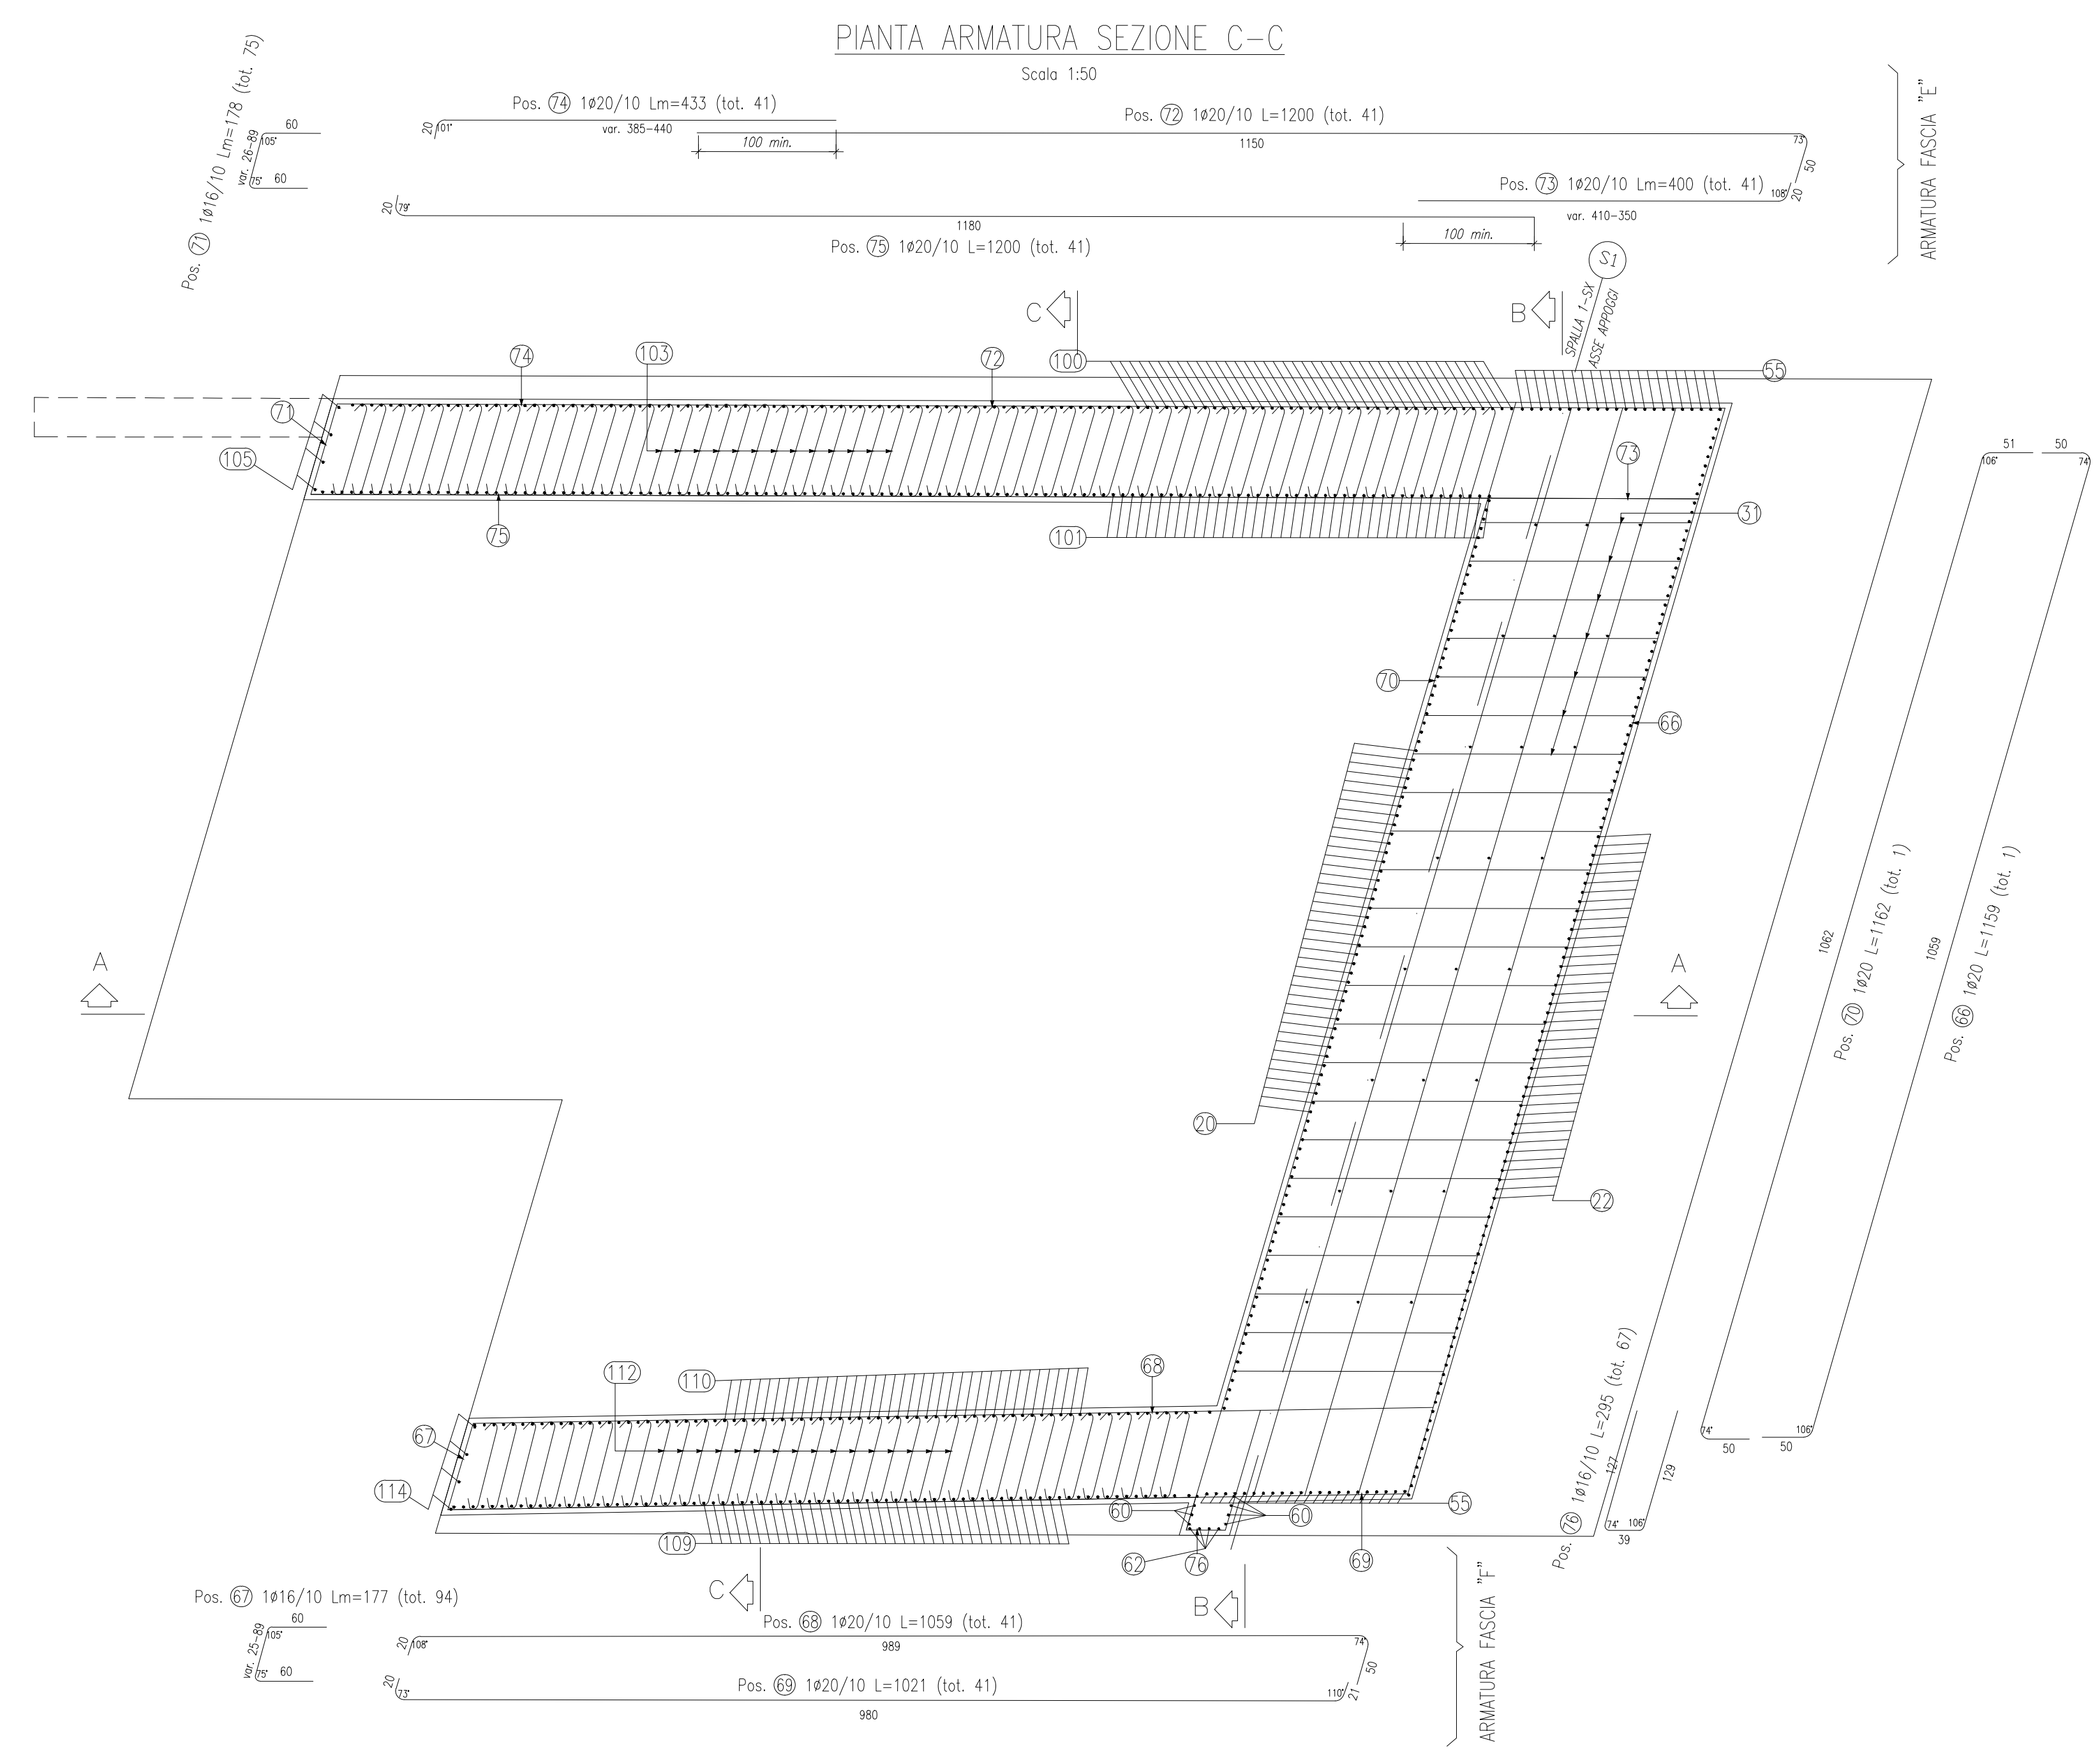 PIANTA ARMATURA SEZIONE C-C
Scala 1:50
Pos. 74 1ø20/10 Lm=433 (tot. 41)
20
101°
var. 385-440
100 min.
Pos. 72 1ø20/10 L=1200 (tot. 41)
1150
73°
50
Pos. 73 1ø20/10 Lm=400 (tot. 41)
108°
20
var. 410-350
100 min.
20
79°
1180
Pos. 75 1ø20/10 L=1200 (tot. 41)
ARMATURA FASCIA "E"
Pos. 71 1ø16/10 Lm=178 (tot. 75)
60
105°
var. 26-89
75°
60
S1
SPALLA 1-SX
ASSE APPOGGI
C
B
74
103
72
100
55
71
105
75
101
73
31
70
66
20
22
A
A
51
106°
50
74°
1062
1059
Pos. 70 1ø20 L=1162 (tot. 1)
Pos. 66 1ø20 L=1159 (tot. 1)
74°
50
106°
50
Pos. 76 1ø16/10 L=295 (tot. 67)
127
129
74°
106°
39
112
110
68
67
114
109
60
60
55
62
76
69
C
B
Pos. 67 1ø16/10 Lm=177 (tot. 94)
60
105°
var. 25-89
75°
60
Pos. 68 1ø20/10 L=1059 (tot. 41)
20
108°
989
74°
50
Pos. 69 1ø20/10 L=1021 (tot. 41)
20
73°
980
110°
21
ARMATURA FASCIA "F"